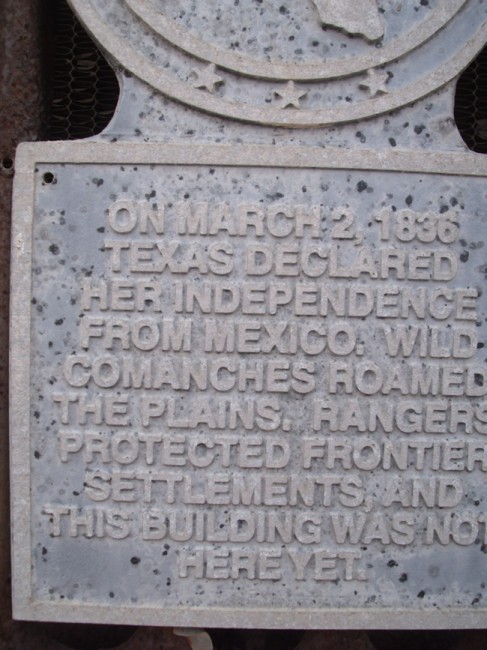 ON MARCH 2, 1836
TEXAS DECLARED
HER INDEPENDENCE
FROM MEXICO. WILD
COMANCHES ROAMED
THE PLAINS. RANGERS
PROTECTED FRONTIER
SETTLEMENTS, AND
THIS BUILDING WAS NOT
HERE YET.